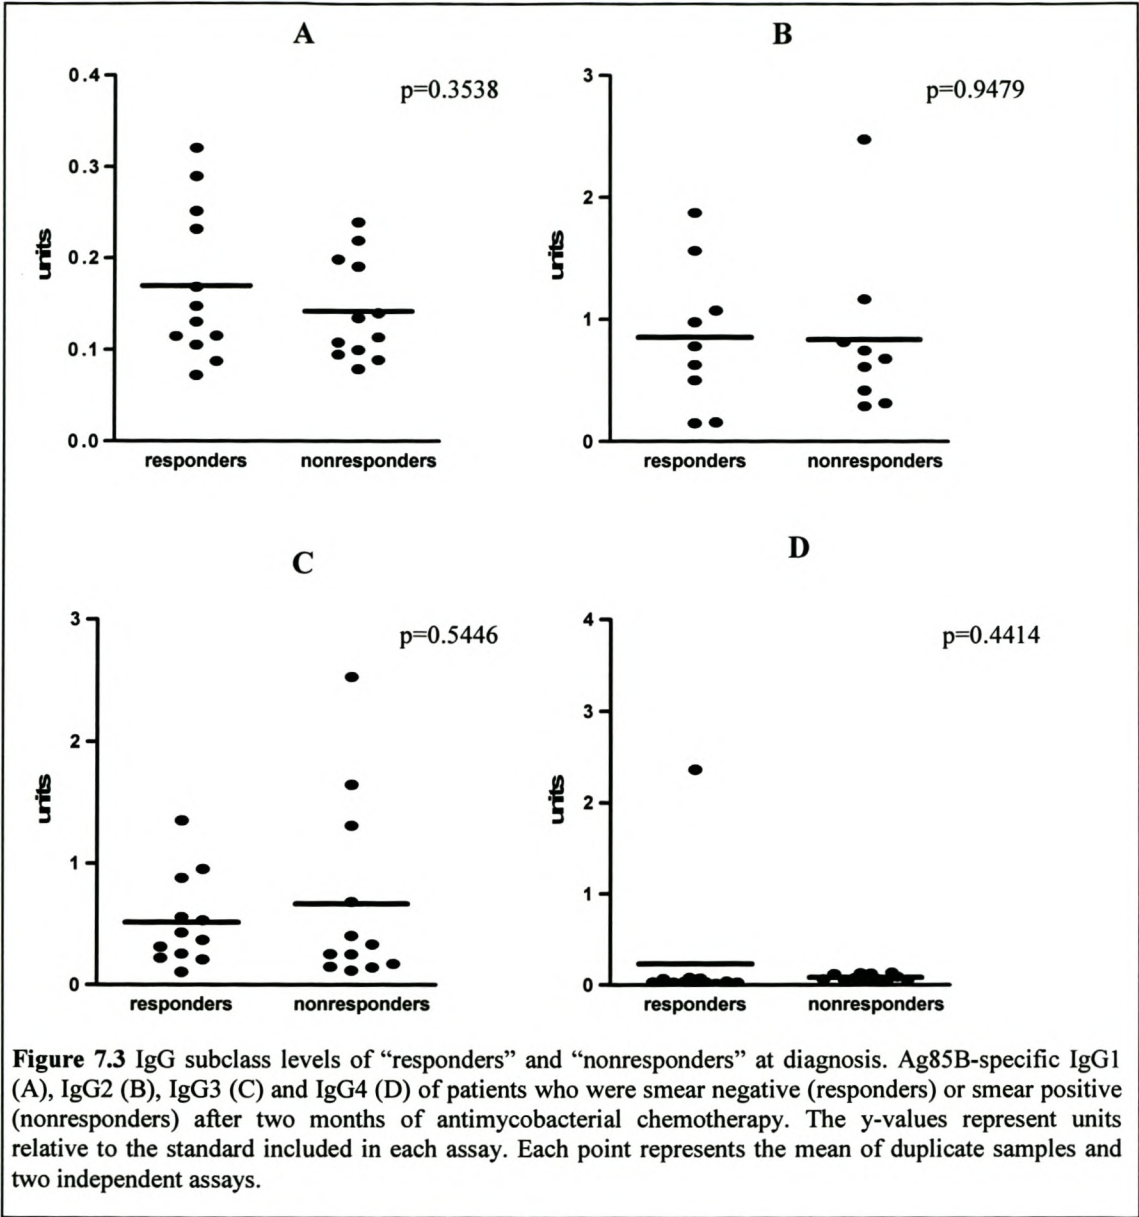 A
p=0.3538
units
0.4
0.3
0.2
0.1
0.0
responders nonresponders
B
p=0.9479
units
3
2
1
0
responders nonresponders
C
p=0.5446
units
3
2
1
0
responders nonresponders
D
p=0.4414
units
4
3
2
1
0
responders nonresponders
Figure 7.3 IgG subclass levels of “responders” and “nonresponders” at diagnosis. Ag85B-specific IgG1
(A), IgG2 (B), IgG3 (C) and IgG4 (D) of patients who were smear negative (responders) or smear positive
(nonresponders) after two months of antimycobacterial chemotherapy. The y-values represent units
relative to the standard included in each assay. Each point represents the mean of duplicate samples and
two independent assays.